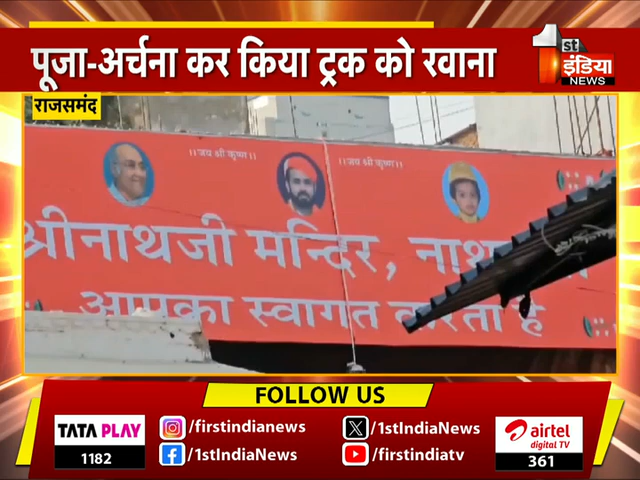 पूजा-अर्चना कर किया ट्रक को रवाना
1st
इंडिया
NEWS
राजसमंद
।।जय श्री कृष्ण।।
।।जय श्री कृष्ण।।
श्रीनाथजी मन्दिर,
आपका स्वागत करता है
FOLLOW US
TATA PLAY
1182
/firstindianews
/1stIndiaNews
/1stIndiaNews
/firstindiatv
airtel
digital TV
361